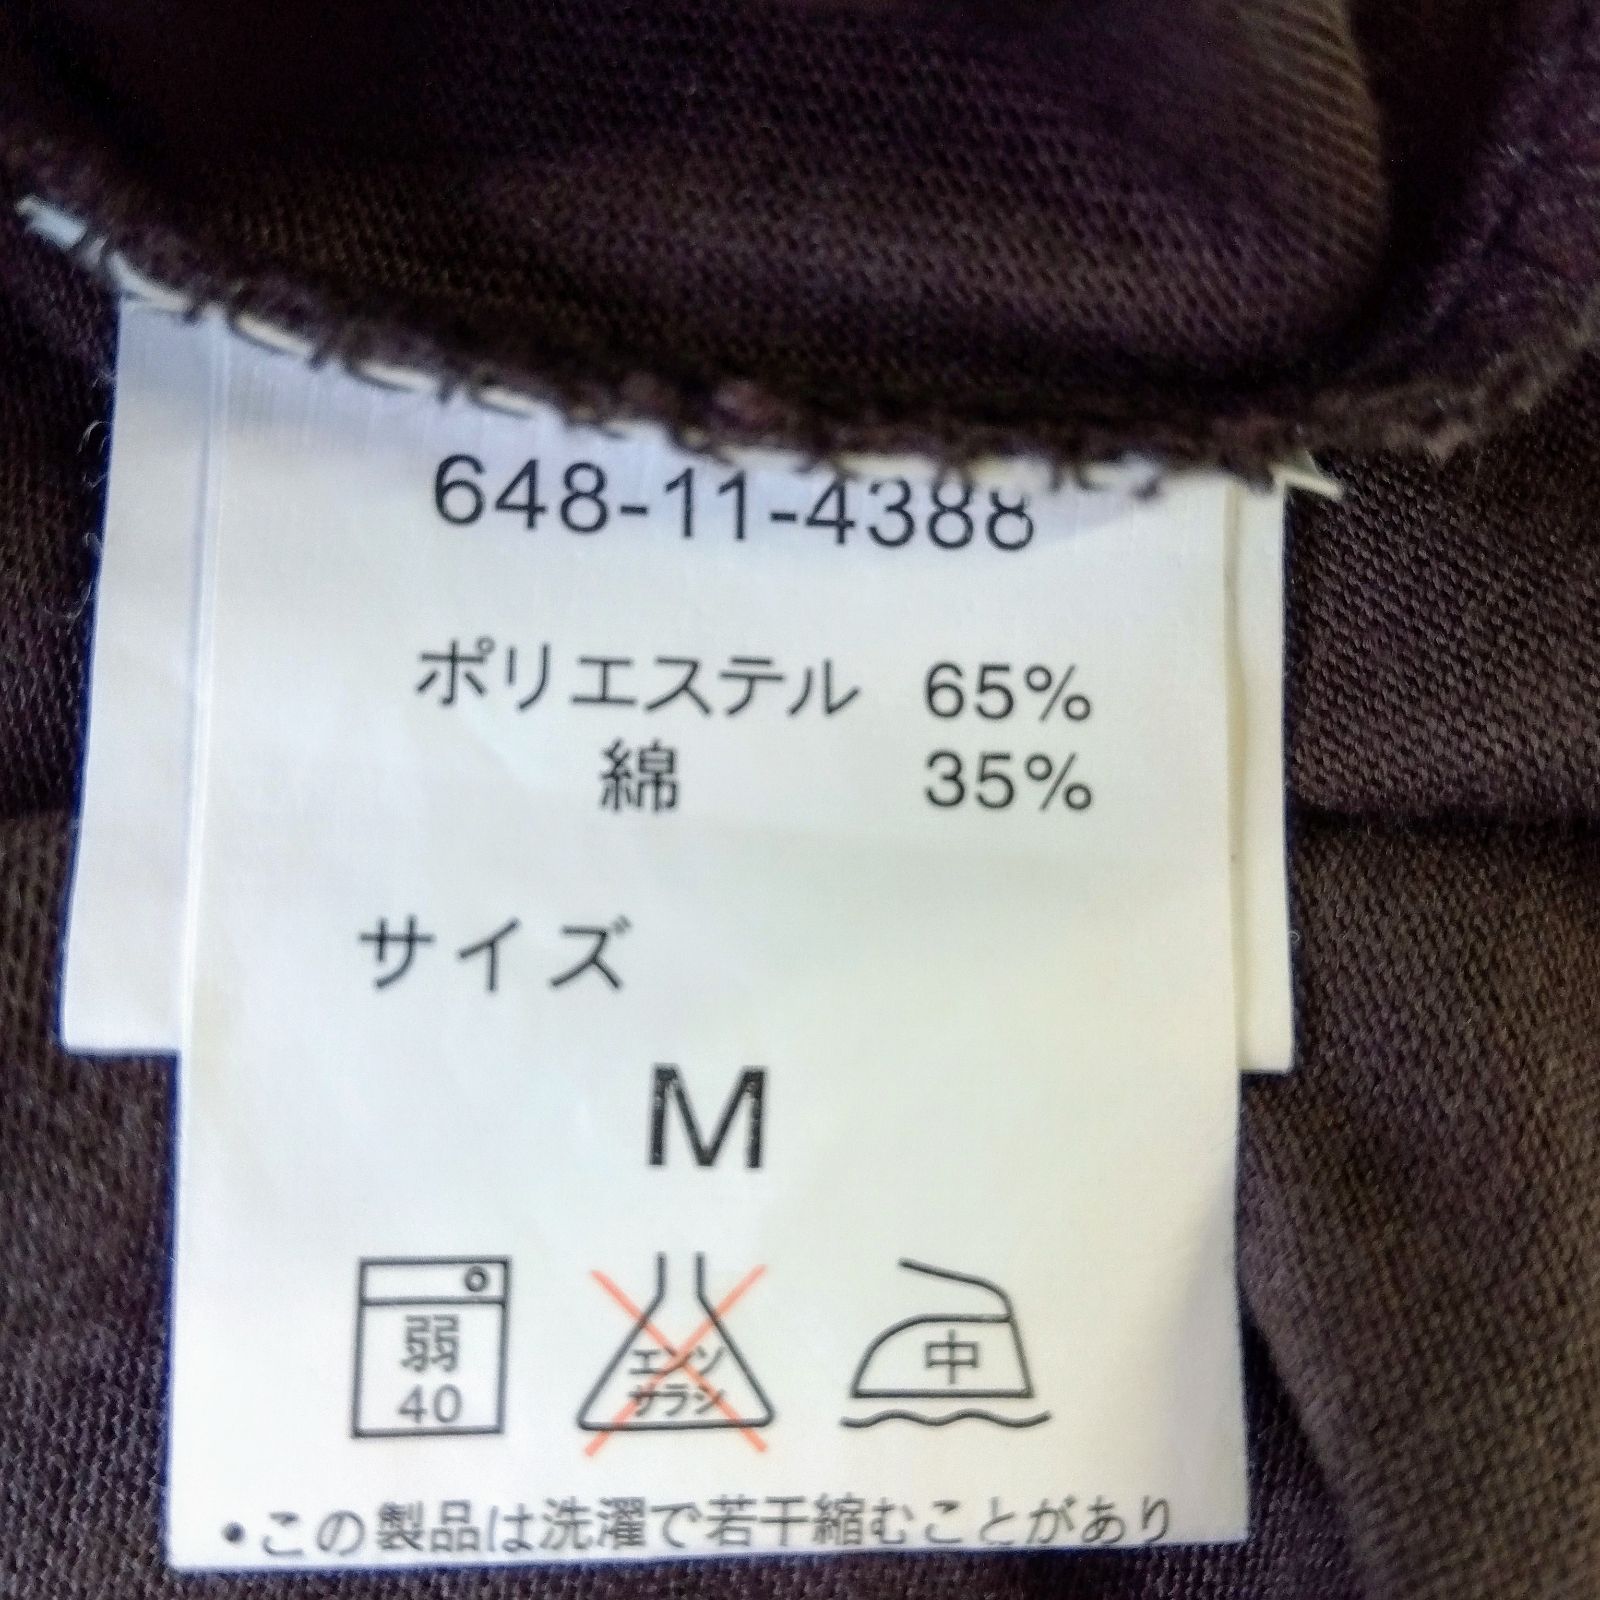 648-11-4388
ポリエステル 65%
綿 35%
サイズ
M
弱
40
エンソ
サラシ
中
•この製品は洗濯で若干縮むことがあり